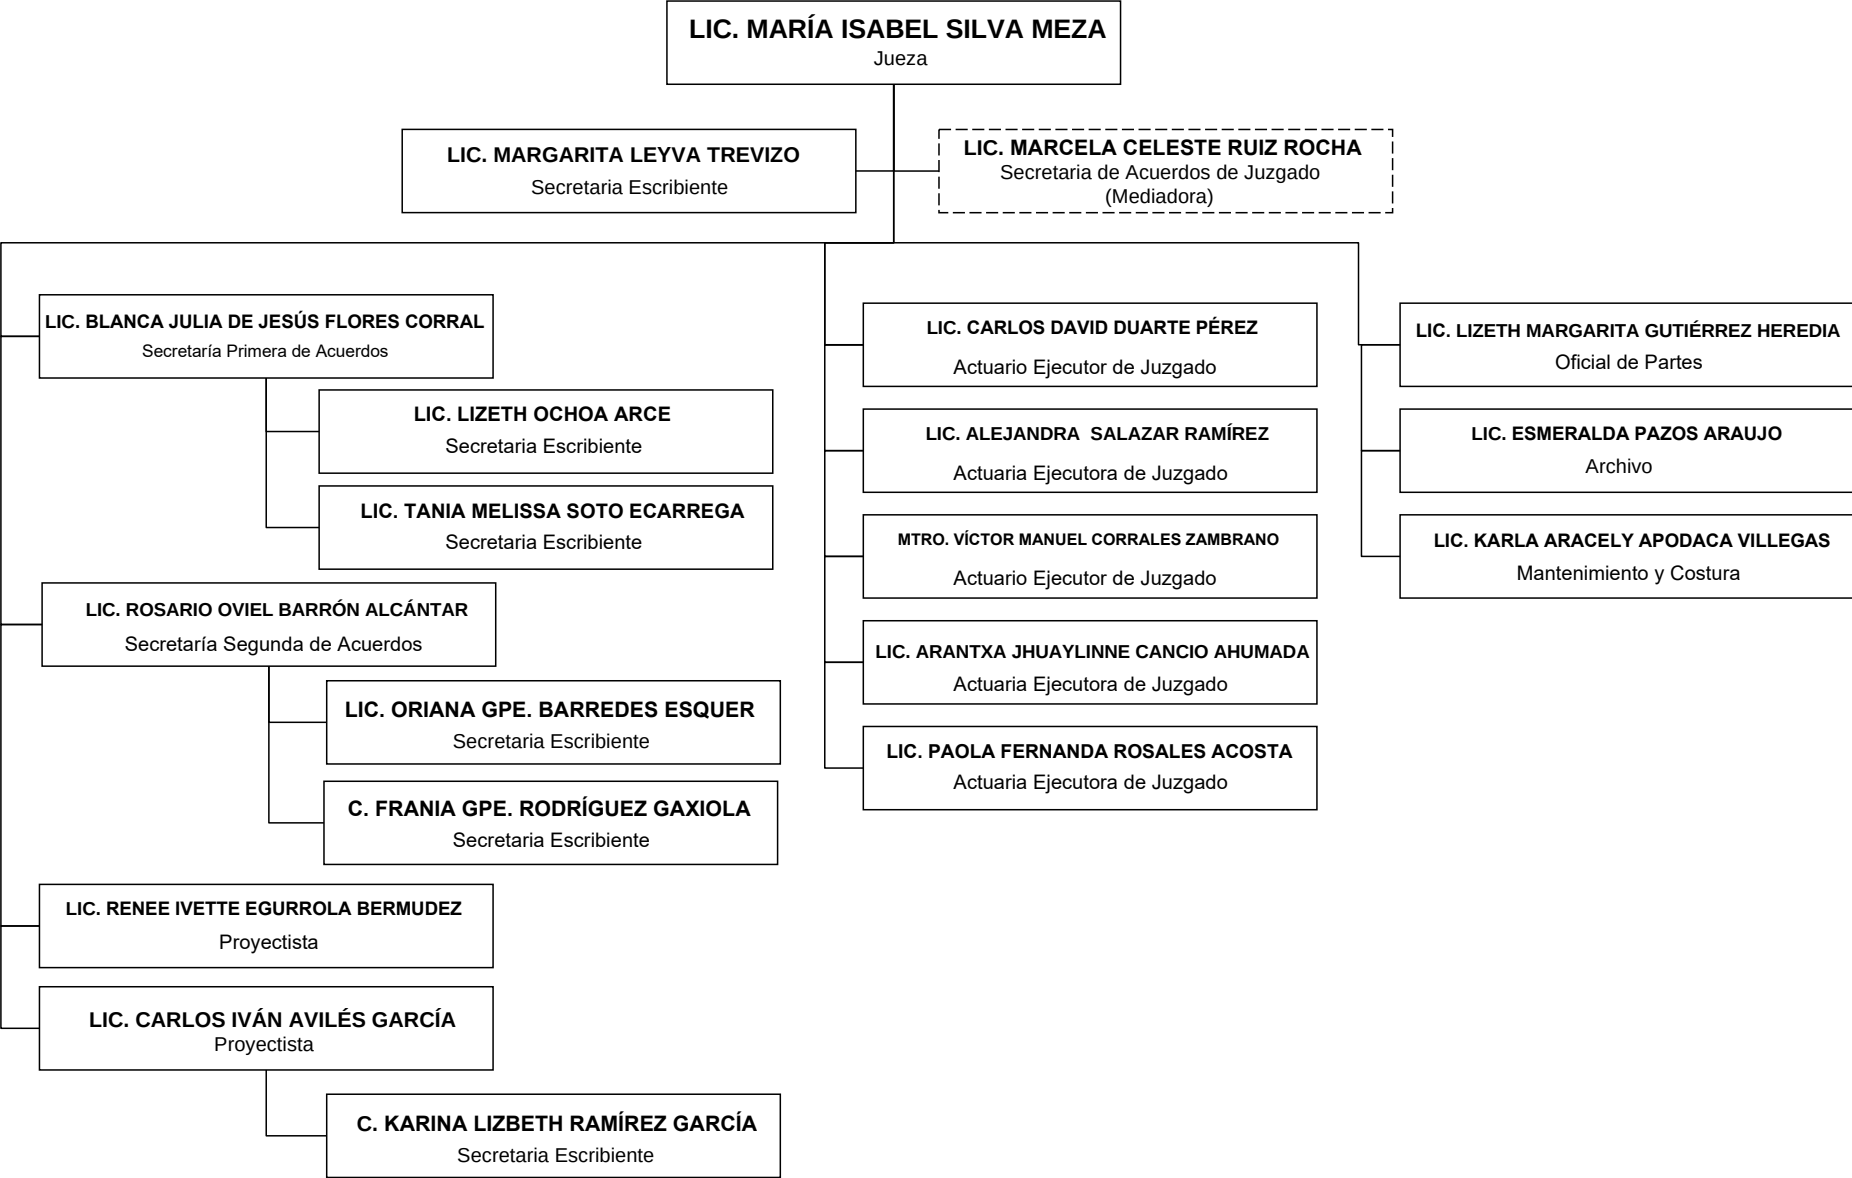 LIC. MARÍA ISABEL SILVA MEZA
Jueza
LIC. MARGARITA LEYVA TREVIZO
Secretaria Escribiente
LIC. MARCELA CELESTE RUIZ ROCHA
Secretaria de Acuerdos de Juzgado
(Mediadora)
LIC. BLANCA JULIA DE JESÚS FLORES CORRAL
Secretaría Primera de Acuerdos
LIC. LIZETH OCHOA ARCE
Secretaria Escribiente
LIC. TANIA MELISSA SOTO ECARREGA
Secretaria Escribiente
LIC. ROSARIO OVIEL BARRÓN ALCÁNTAR
Secretaría Segunda de Acuerdos
LIC. ORIANA GPE. BARREDES ESQUER
Secretaria Escribiente
C. FRANIA GPE. RODRÍGUEZ GAXIOLA
Secretaria Escribiente
LIC. RENEE IVETTE EGURROLA BERMUDEZ
Proyectista
LIC. CARLOS IVÁN AVILÉS GARCÍA
Proyectista
C. KARINA LIZBETH RAMÍREZ GARCÍA
Secretaria Escribiente
LIC. CARLOS DAVID DUARTE PÉREZ
Actuario Ejecutor de Juzgado
LIC. ALEJANDRA  SALAZAR RAMÍREZ
Actuaria Ejecutora de Juzgado
MTRO. VÍCTOR MANUEL CORRALES ZAMBRANO
Actuario Ejecutor de Juzgado
LIC. ARANTXA JHUAYLINNE CANCIO AHUMADA
Actuaria Ejecutora de Juzgado
LIC. PAOLA FERNANDA ROSALES ACOSTA
Actuaria Ejecutora de Juzgado
LIC. LIZETH MARGARITA GUTIÉRREZ HEREDIA
Oficial de Partes
LIC. ESMERALDA PAZOS ARAUJO
Archivo
LIC. KARLA ARACELY APODACA VILLEGAS
Mantenimiento y Costura